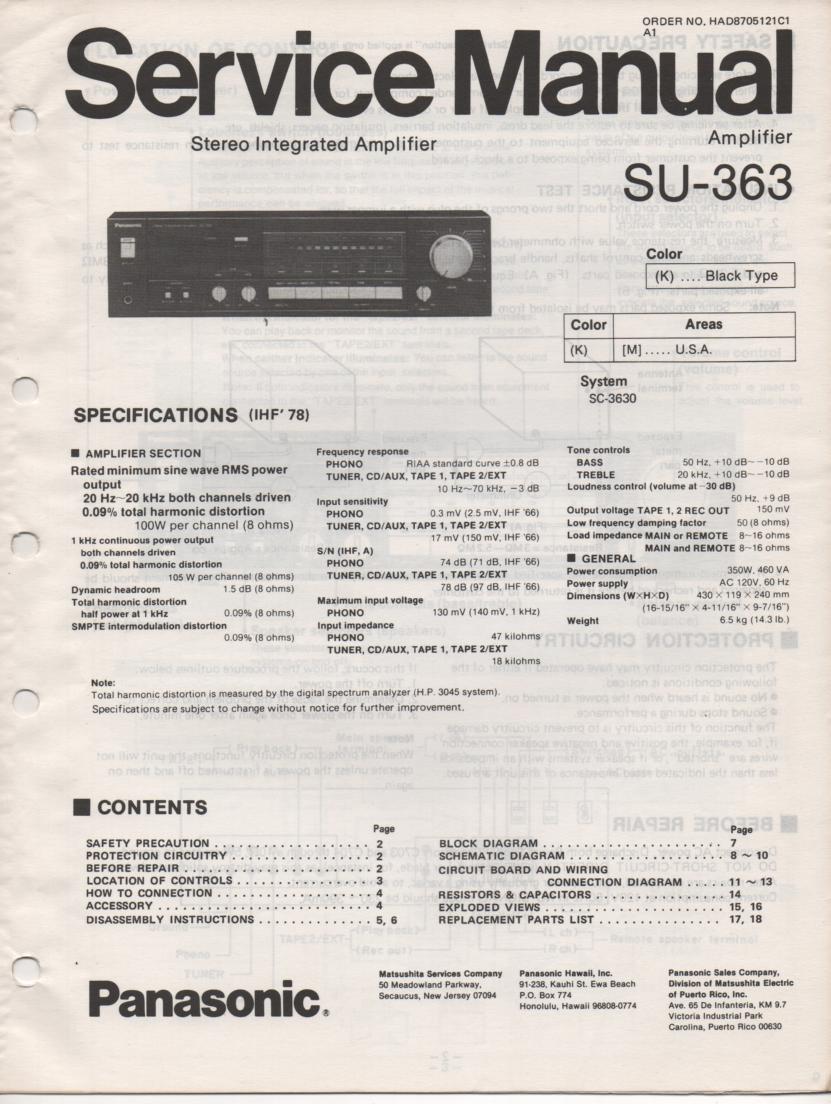 ORDER NO. HAD8705121C1
A1
Service Manual
Stereo Integrated Amplifier
Amplifier
SU-363
Panasonic
Color
(K) .... Black Type
Color Areas
(K) [M] ..... U.S.A.
System
SC-3630
SPECIFICATIONS (IHF'78)
■ AMPLIFIER SECTION
Rated minimum sine wave RMS power
output
20 Hz~20 kHz both channels driven
0.09% total harmonic distortion
100W per channel (8 ohms)
1 kHz continuous power output
both channels driven
0.09% total harmonic distortion
105 W per channel (8 ohms)
Dynamic headroom 1.5 dB (8 ohms)
Total harmonic distortion
half power at 1 kHz 0.09% (8 ohms)
SMPTE intermodulation distortion
0.09% (8 ohms)
Frequency response
PHONO RIAA standard curve ±0.8 dB
TUNER, CD/AUX, TAPE 1, TAPE 2/EXT
10 Hz~70 kHz, −3 dB
Input sensitivity
PHONO 0.3 mV (2.5 mV, IHF '66)
TUNER, CD/AUX, TAPE 1, TAPE 2/EXT
17 mV (150 mV, IHF '66)
S/N (IHF, A)
PHONO 74 dB (71 dB, IHF '66)
TUNER, CD/AUX, TAPE 1, TAPE 2/EXT
78 dB (97 dB, IHF '66)
Maximum input voltage
PHONO 130 mV (140 mV, 1 kHz)
Input impedance
PHONO 47 kilohms
TUNER, CD/AUX, TAPE 1, TAPE 2/EXT
18 kilohms
Tone controls
BASS 50 Hz, +10 dB~−10 dB
TREBLE 20 kHz, +10 dB~−10 dB
Loudness control (volume at −30 dB)
50 Hz, +9 dB
Output voltage TAPE 1, 2 REC OUT 150 mV
Low frequency damping factor 50 (8 ohms)
Load impedance MAIN or REMOTE 8~16 ohms
MAIN and REMOTE 8~16 ohms
■ GENERAL
Power consumption 350W, 460 VA
Power supply AC 120V, 60 Hz
Dimensions (W×H×D) 430 × 119 × 240 mm
(16-15/16" × 4-11/16" × 9-7/16")
Weight 6.5 kg (14.3 lb.)
Note:
Total harmonic distortion is measured by the digital spectrum analyzer (H.P. 3045 system).
Specifications are subject to change without notice for further improvement.
■ CONTENTS
Page
SAFETY PRECAUTION . . . . . . . . . . . . . . . . . . . . . 2
PROTECTION CIRCUITRY . . . . . . . . . . . . . . . . . . . 2
BEFORE REPAIR . . . . . . . . . . . . . . . . . . . . . . . . 2
LOCATION OF CONTROLS . . . . . . . . . . . . . . . . . . 3
HOW TO CONNECTION . . . . . . . . . . . . . . . . . . . . 4
ACCESSORY . . . . . . . . . . . . . . . . . . . . . . . . . . . 4
DISASSEMBLY INSTRUCTIONS . . . . . . . . . . . . . . . 5, 6
Page
BLOCK DIAGRAM . . . . . . . . . . . . . . . . . . . . . . . 7
SCHEMATIC DIAGRAM . . . . . . . . . . . . . . . . . . . . 8 ~ 10
CIRCUIT BOARD AND WIRING
CONNECTION DIAGRAM . . . . . 11 ~ 13
RESISTORS & CAPACITORS . . . . . . . . . . . . . . . . . 14
EXPLODED VIEWS . . . . . . . . . . . . . . . . . . . . . . . 15, 16
REPLACEMENT PARTS LIST . . . . . . . . . . . . . . . . . 17, 18
Panasonic®
Matsushita Services Company
50 Meadowland Parkway,
Secaucus, New Jersey 07094
Panasonic Hawaii, Inc.
91-238, Kauhi St. Ewa Beach
P.O. Box 774
Honolulu, Hawaii 96808-0774
Panasonic Sales Company,
Division of Matsushita Electric
of Puerto Rico, Inc.
Ave. 65 De Infanteria, KM 9.7
Victoria Industrial Park
Carolina, Puerto Rico 00630